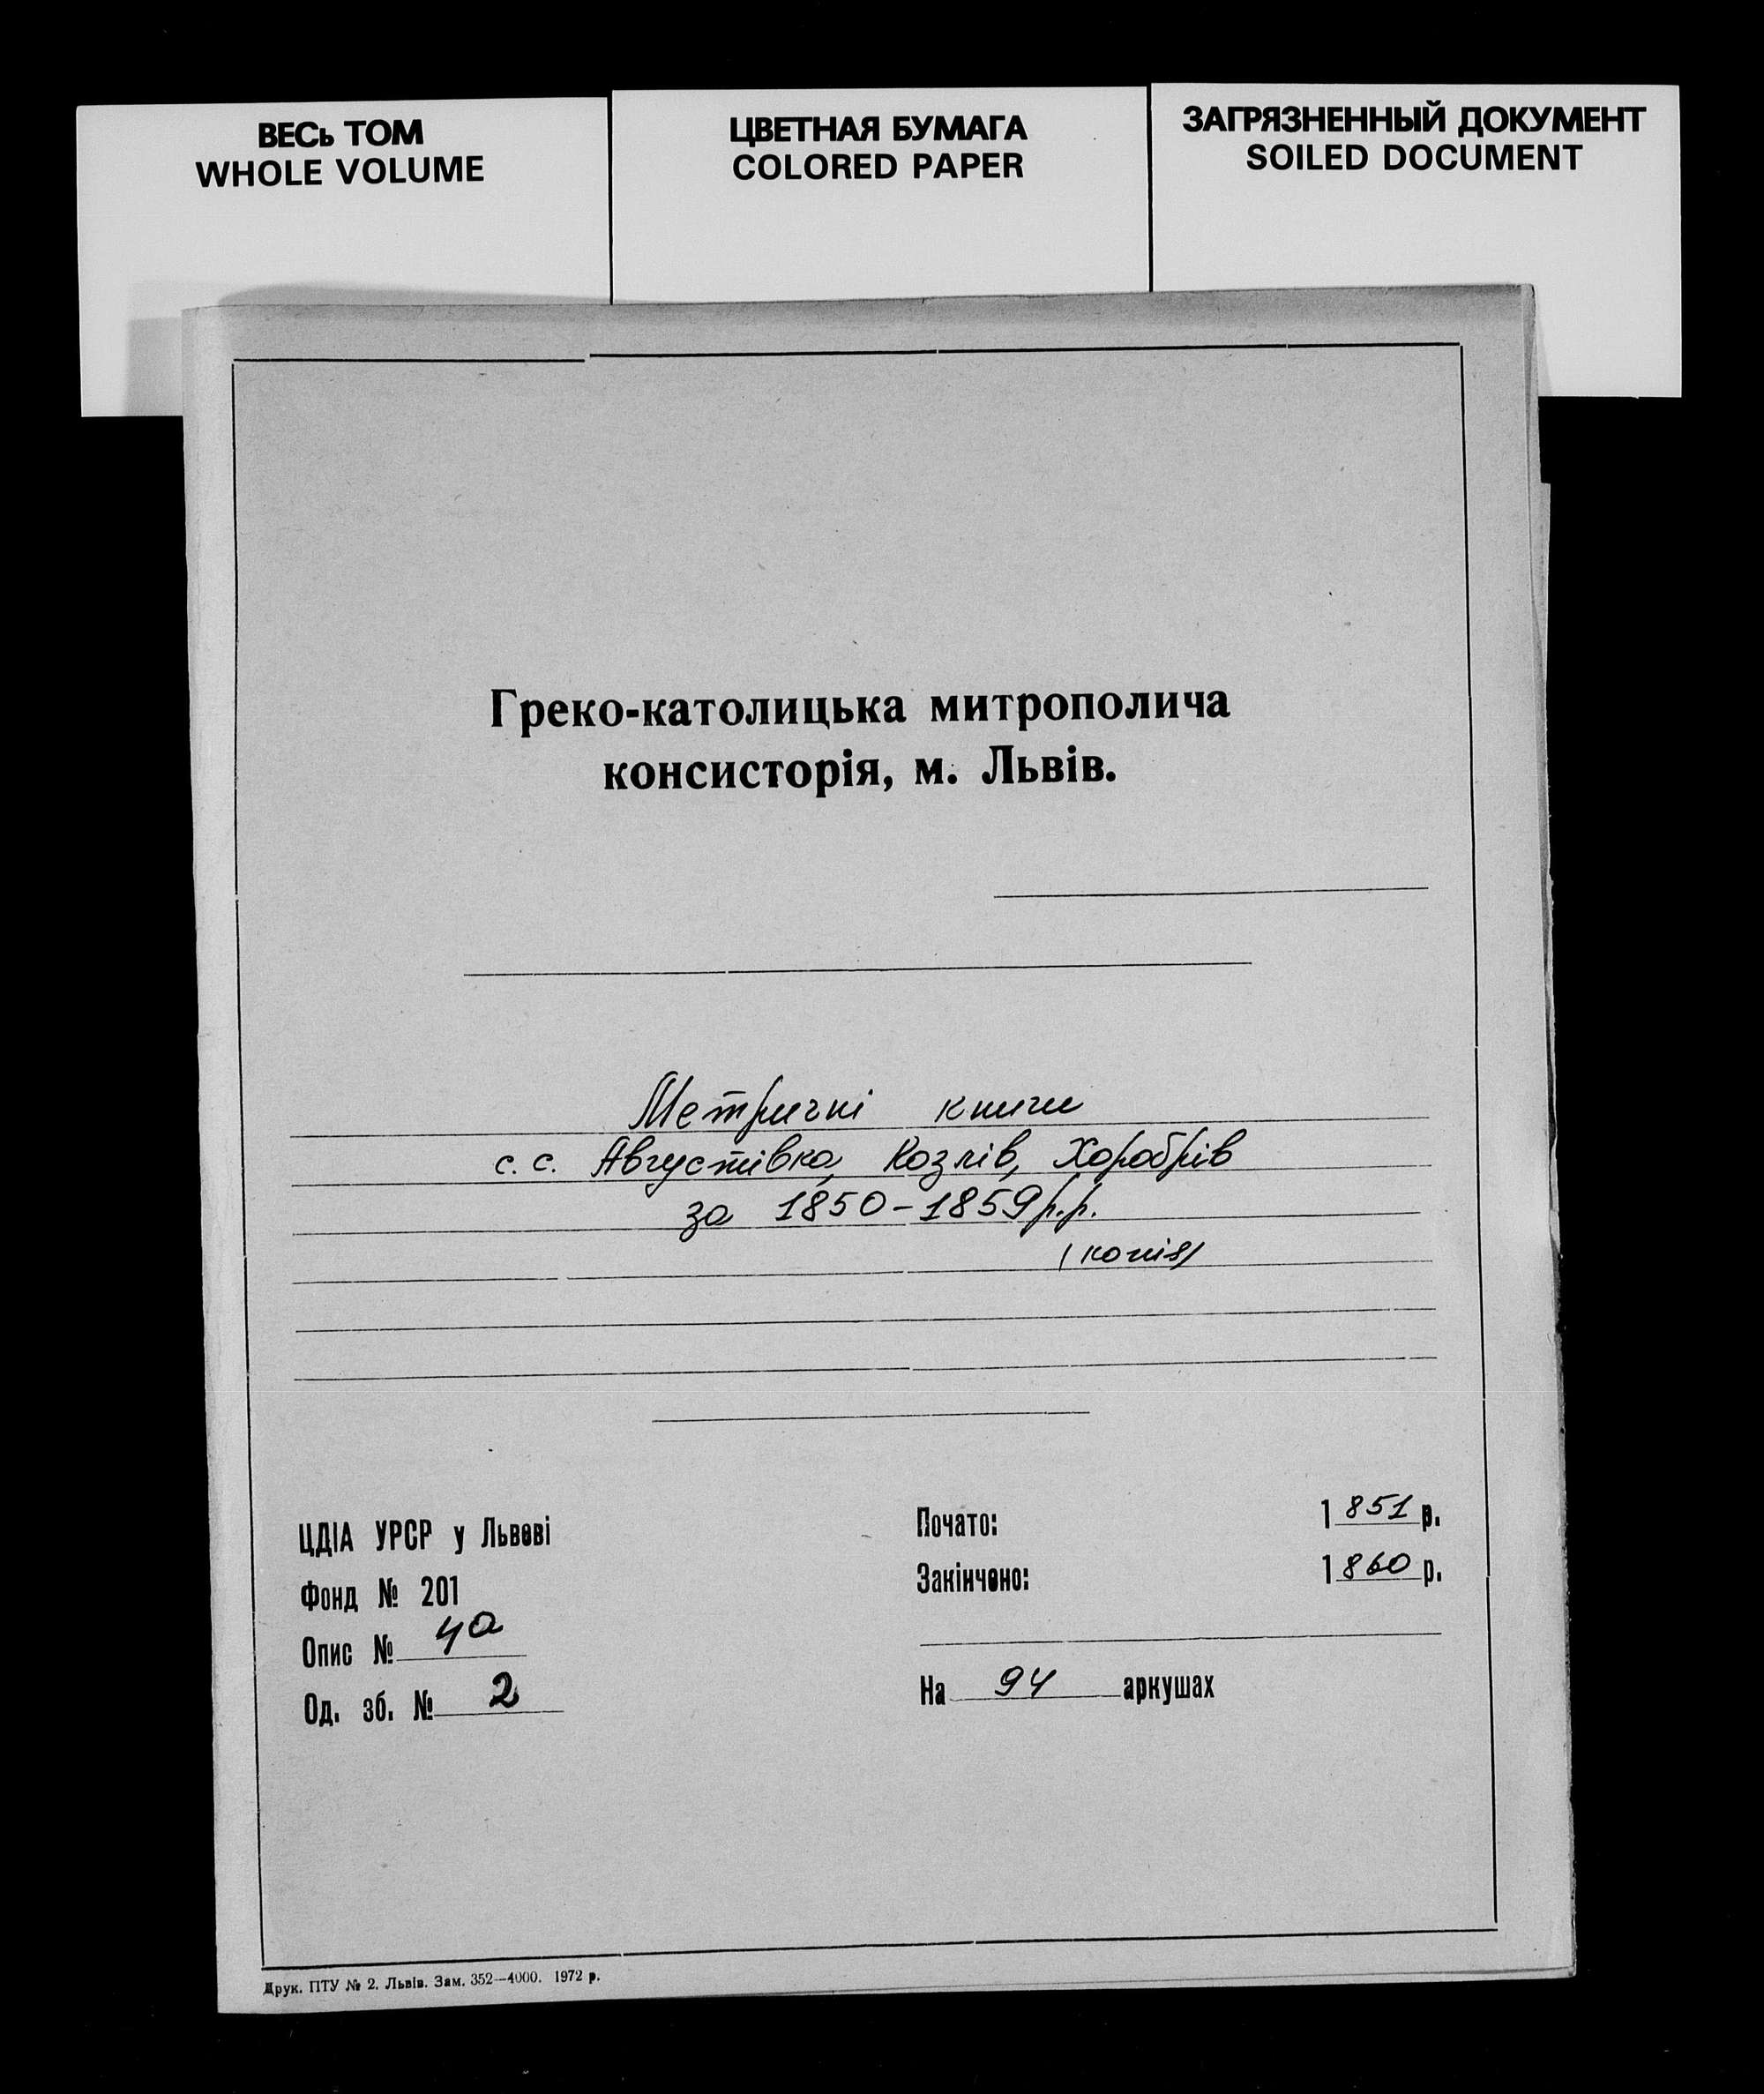 ВЕСЬ ТОМ
WHOLE VOLUME
ЦВЕТНАЯ БУМАГА
COLORED PAPER
ЗАГРЯЗНЕННЫЙ ДОКУМЕНТ
SOILED DOCUMENT
Греко-католицька митрополича
консисторія, м. Львів.
Метричні книги
с. с. Августівка, Козлів, Хоробрів
за 1850-1859 р.р.
(копія)
ЦДІА УРСР у Львові
Фонд № 201
Опис № 4а
Од. зб. № 2
Почато: 1851 р.
Закінчено: 1860 р.
На 94 аркушах
Друк. ПТУ № 2. Львів. Зам. 352—4000. 1972 р.